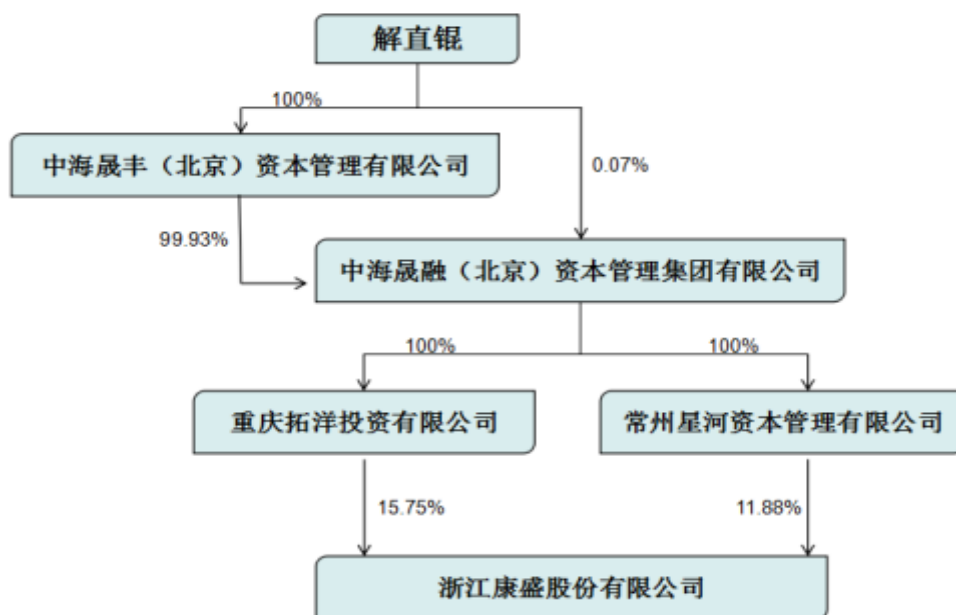 解直锟
100%
中海晟丰（北京）资本管理有限公司
0.07%
99.93%
中海晟融（北京）资本管理集团有限公司
100%
100%
重庆拓洋投资有限公司
常州星河资本管理有限公司
15.75%
11.88%
浙江康盛股份有限公司